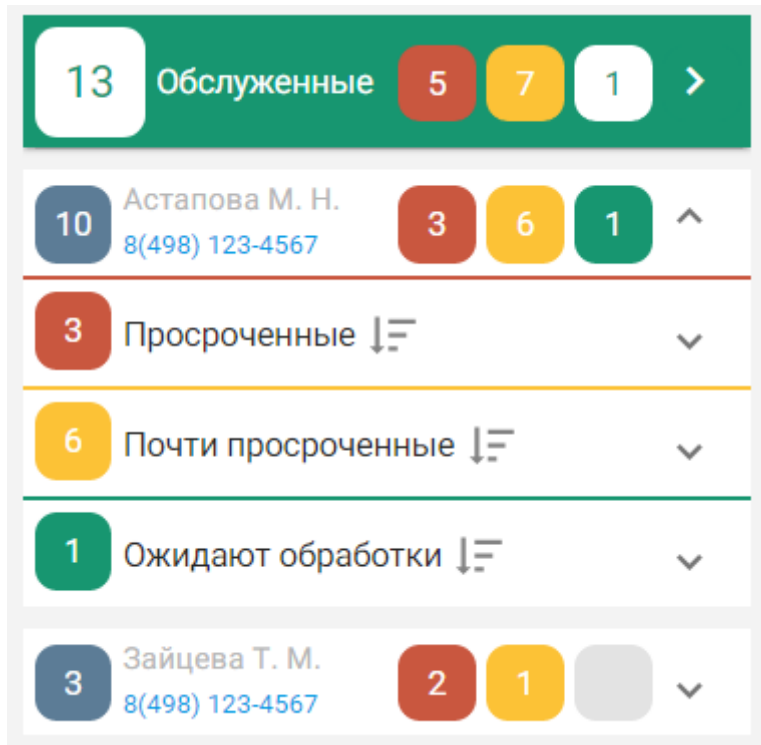 13 Обслуженные 5 7 1
10 Астапова М. Н. 3 6 1
8(498) 123-4567
3 Просроченные
6 Почти просроченные
1 Ожидают обработки
3 Зайцева Т. М. 2 1
8(498) 123-4567